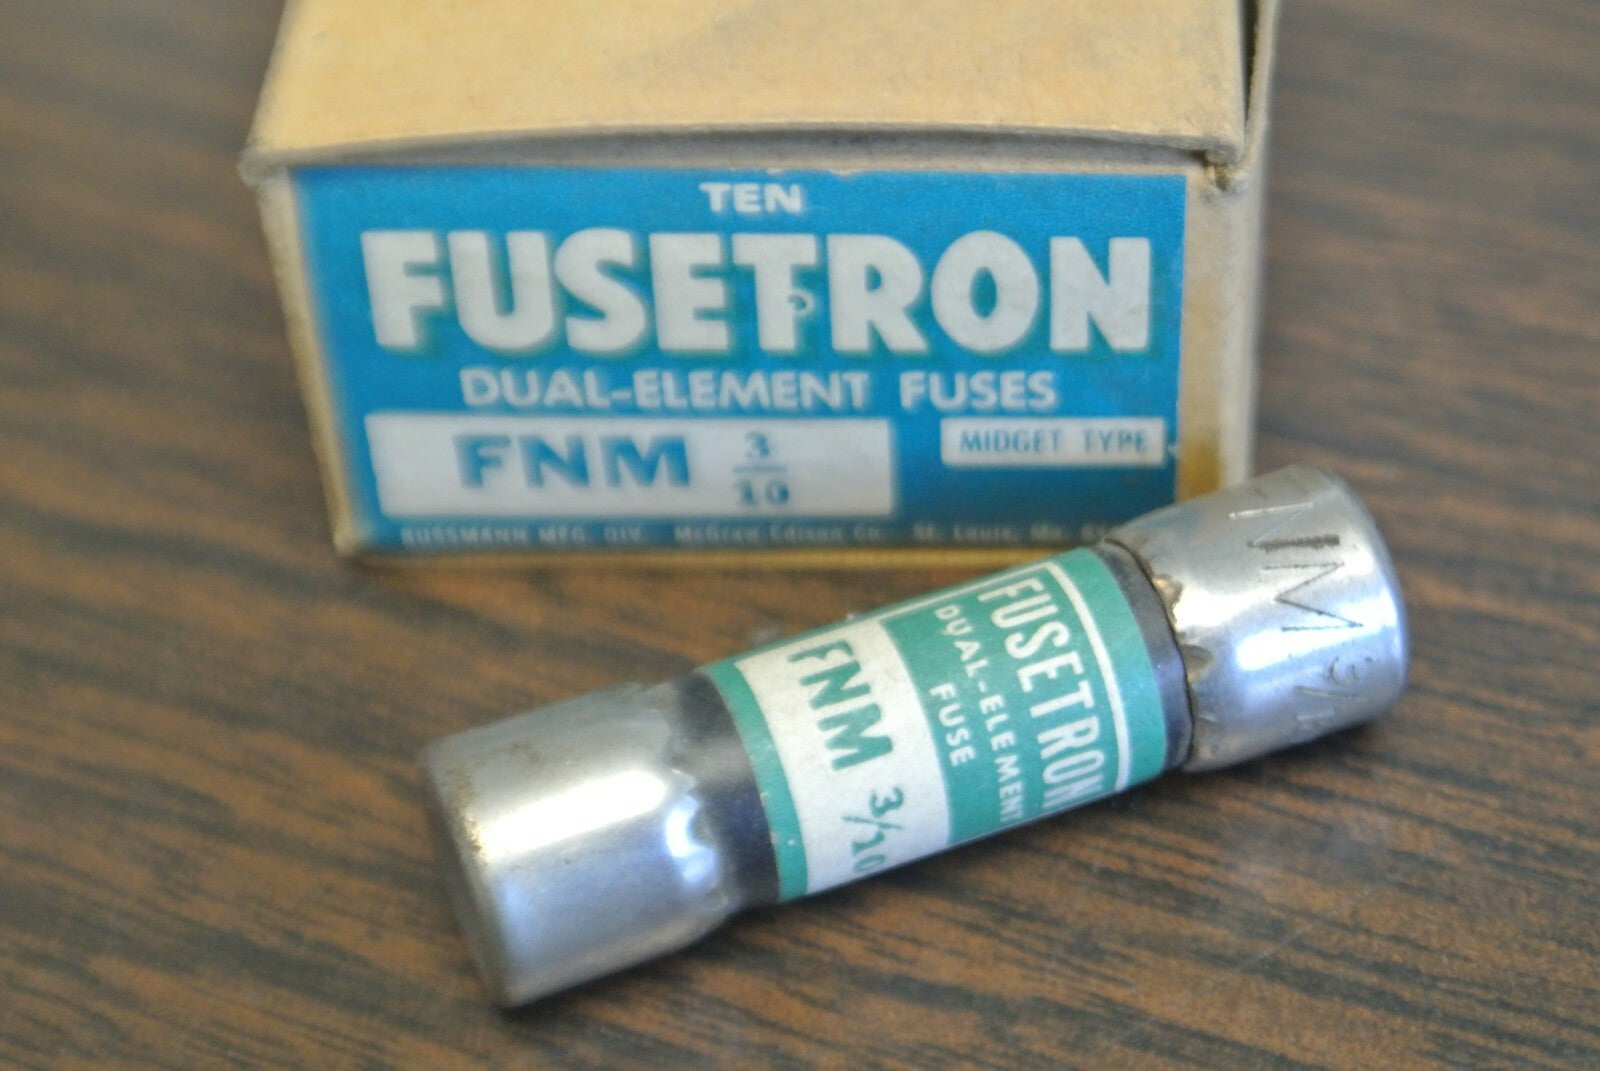 TEN
FUSETRON
DUAL-ELEMENT FUSES
FNM 3/10
MIDGET TYPE
BUSSMANN MFG. DIV. McGraw Edison Co. St. Louis, Mo.
FUSETRON
DUAL-ELEMENT
FUSE
FNM 3/10